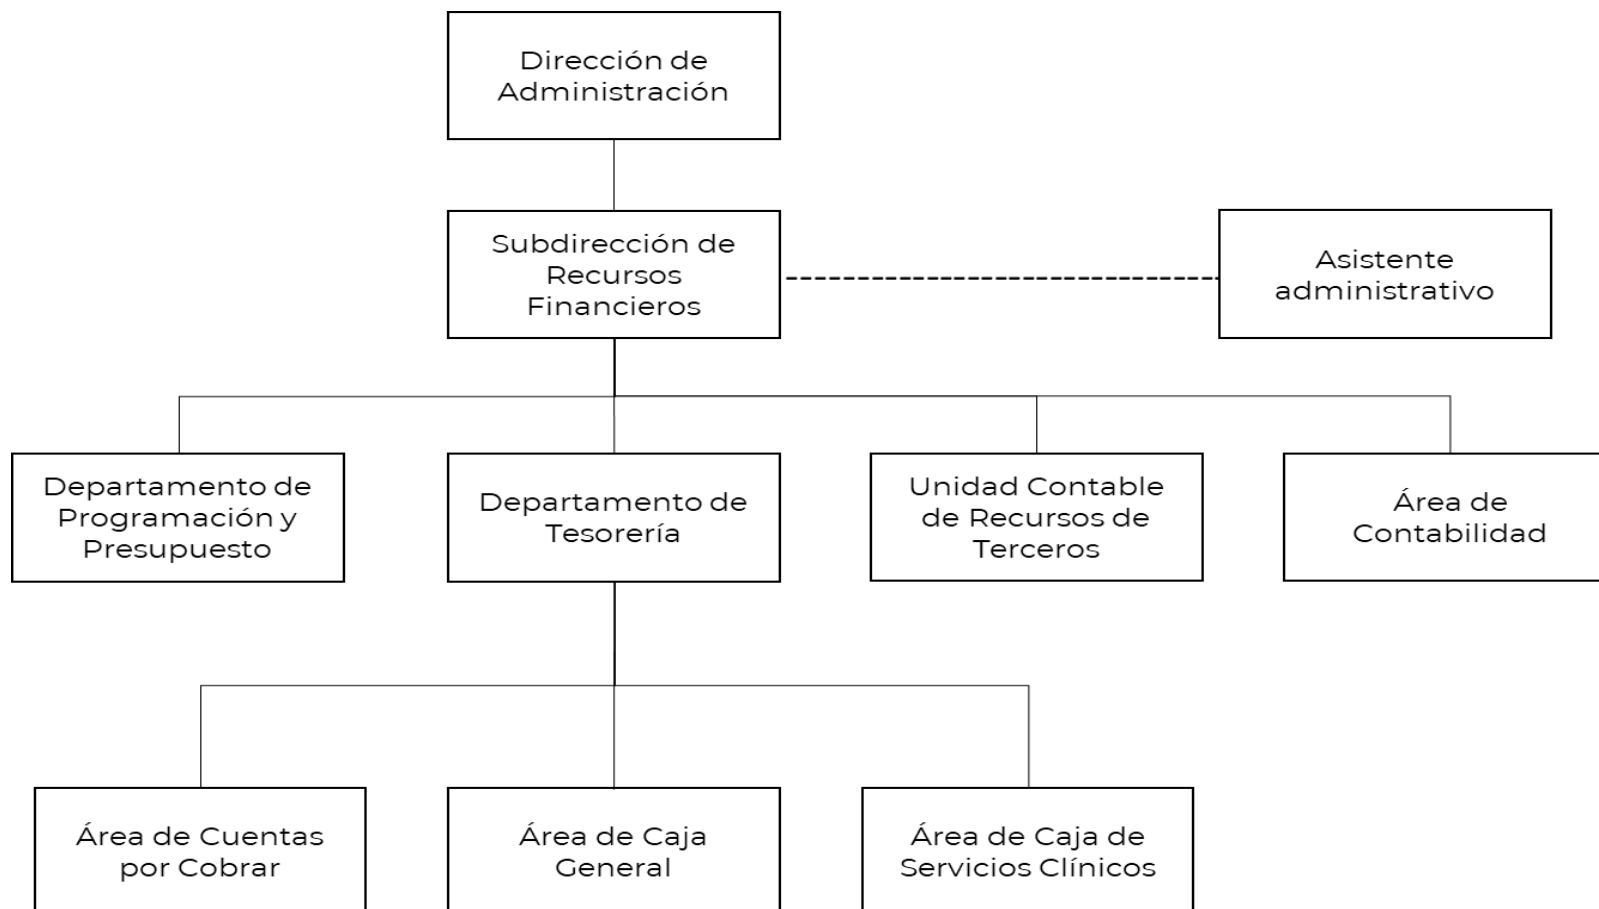 Dirección de
Administración
Subdirección de
Recursos
Financieros
Asistente
administrativo
Departamento de
Programación y
Presupuesto
Departamento de
Tesorería
Unidad Contable
de Recursos de
Terceros
Área de
Contabilidad
Área de Cuentas
por Cobrar
Área de Caja
General
Área de Caja de
Servicios Clínicos